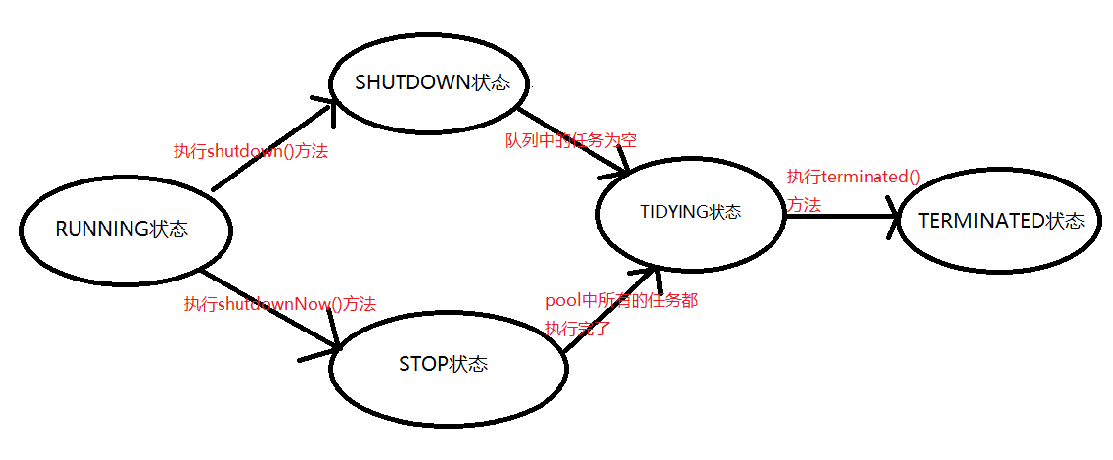 SHUTDOWN状态
执行shutdown()方法
队列中的任务为空
执行terminated()
方法
RUNNING状态
TIDYING状态
TERMINATED状态
执行shutdownNow()方法
pool中所有的任务都
执行完了
STOP状态